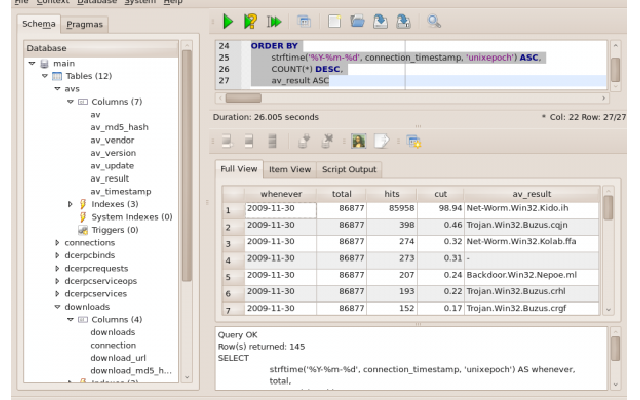 File Context Database System Help
Schema Pragmas
Database
main
Tables (12)
avs
Columns (7)
av
av_md5_hash
av_vendor
av_version
av_update
av_result
av_timestamp
Indexes (3)
System Indexes (0)
Triggers (0)
connections
dcerpcbinds
dcerpcrequests
dcerpcserviceops
dcerpcservices
downloads
Columns (4)
downloads
connection
download_url
download_md5_h...
Indexes (3)
24 ORDER BY
25 strftime('%Y-%m-%d', connection_timestamp, 'unixepoch') ASC,
26 COUNT(*) DESC,
27 av_result ASC
Duration: 26.005 seconds * Col: 22 Row: 27/27
Full View Item View Script Output
whenever total hits cut av_result
1 2009-11-30 86877 85958 98.94 Net-Worm.Win32.Kido.ih
2 2009-11-30 86877 398 0.46 Trojan.Win32.Buzus.cqjn
3 2009-11-30 86877 274 0.32 Net-Worm.Win32.Kolab.ffa
4 2009-11-30 86877 273 0.31 -
5 2009-11-30 86877 207 0.24 Backdoor.Win32.Nepoe.ml
6 2009-11-30 86877 193 0.22 Trojan.Win32.Buzus.crhl
7 2009-11-30 86877 152 0.17 Trojan.Win32.Buzus.crgf
Query OK
Row(s) returned: 145
SELECT
strftime('%Y-%m-%d', connection_timestamp, 'unixepoch') AS whenever,
total,